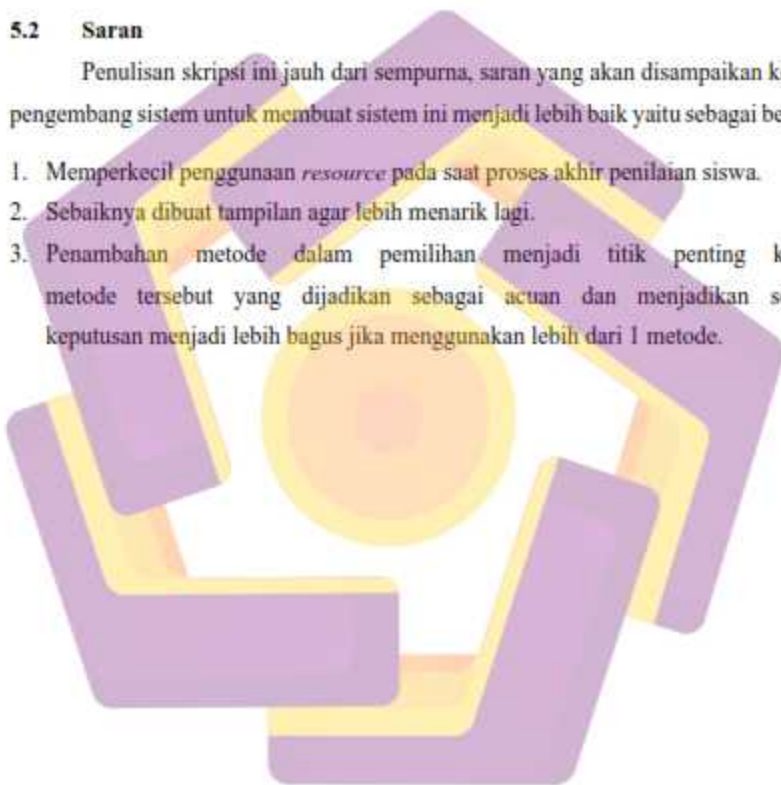 5.2 Saran
Penulisan skripsi ini jauh dari sempurna, saran yang akan disampaikan k
pengembang sistem untuk membuat sistem ini menjadi lebih baik yaitu sebagai be
1. Memperkecil penggunaan resource pada saat proses akhir penilaian siswa.
2. Sebaiknya dibuat tampilan agar lebih menarik lagi.
3. Penambahan metode dalam pemilihan menjadi titik penting k
metode tersebut yang dijadikan sebagai acuan dan menjadikan s
keputusan menjadi lebih bagus jika menggunakan lebih dari 1 metode.